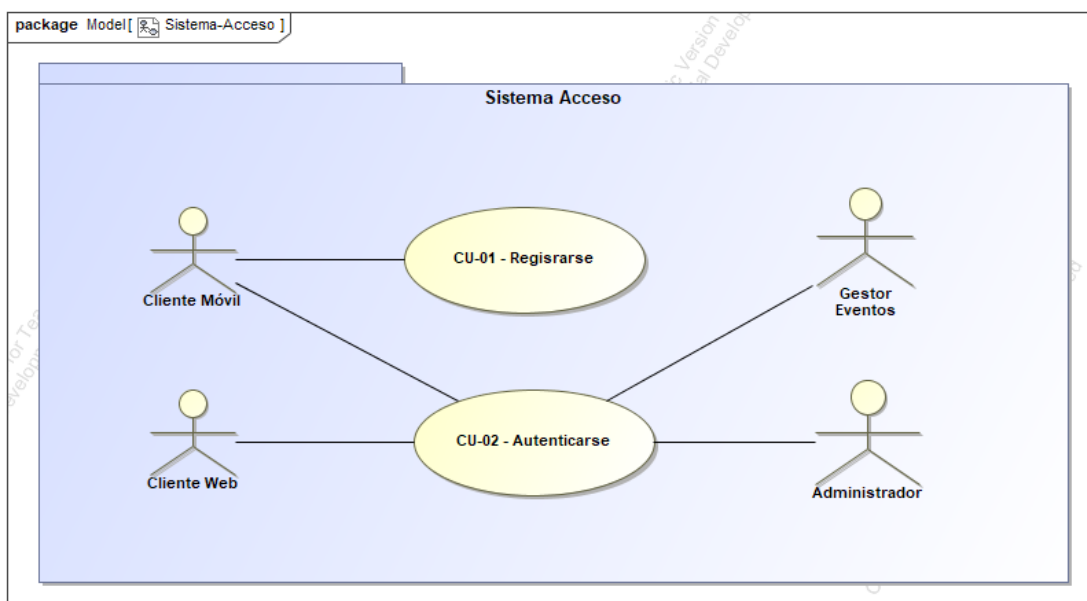 package Model[ Sistema-Acceso ]
Sistema Acceso
CU-01 - Regisrarse
Cliente Móvil
Gestor
Eventos
CU-02 - Autenticarse
Cliente Web
Administrador